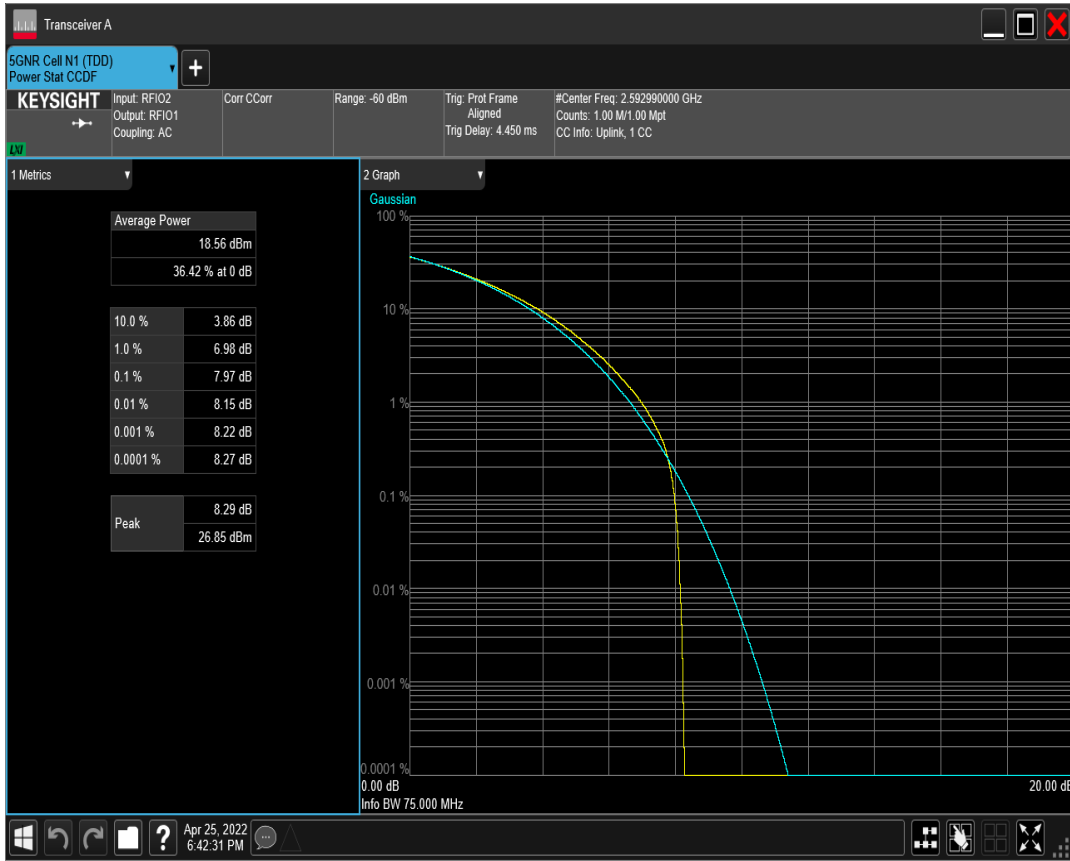 Transceiver A
5GNR Cell N1 (TDD)
Power Stat CCDF
+
KEYSIGHT
LXI
Input: RFIO2
Output: RFIO1
Coupling: AC
Corr CCorr
Range: -60 dBm
Trig: Prot Frame
Aligned
Trig Delay: 4.450 ms
#Center Freq: 2.592990000 GHz
Counts: 1.00 M/1.00 Mpt
CC Info: Uplink, 1 CC
1 Metrics
Average Power
18.56 dBm
36.42 % at 0 dB
10.0 % 3.86 dB
1.0 % 6.98 dB
0.1 % 7.97 dB
0.01 % 8.15 dB
0.001 % 8.22 dB
0.0001 % 8.27 dB
Peak 8.29 dB
26.85 dBm
2 Graph
Gaussian
100 %
10 %
1 %
0.1 %
0.01 %
0.001 %
0.0001 %
0.00 dB 20.00 dB
Info BW 75.000 MHz
? Apr 25, 2022
6:42:31 PM